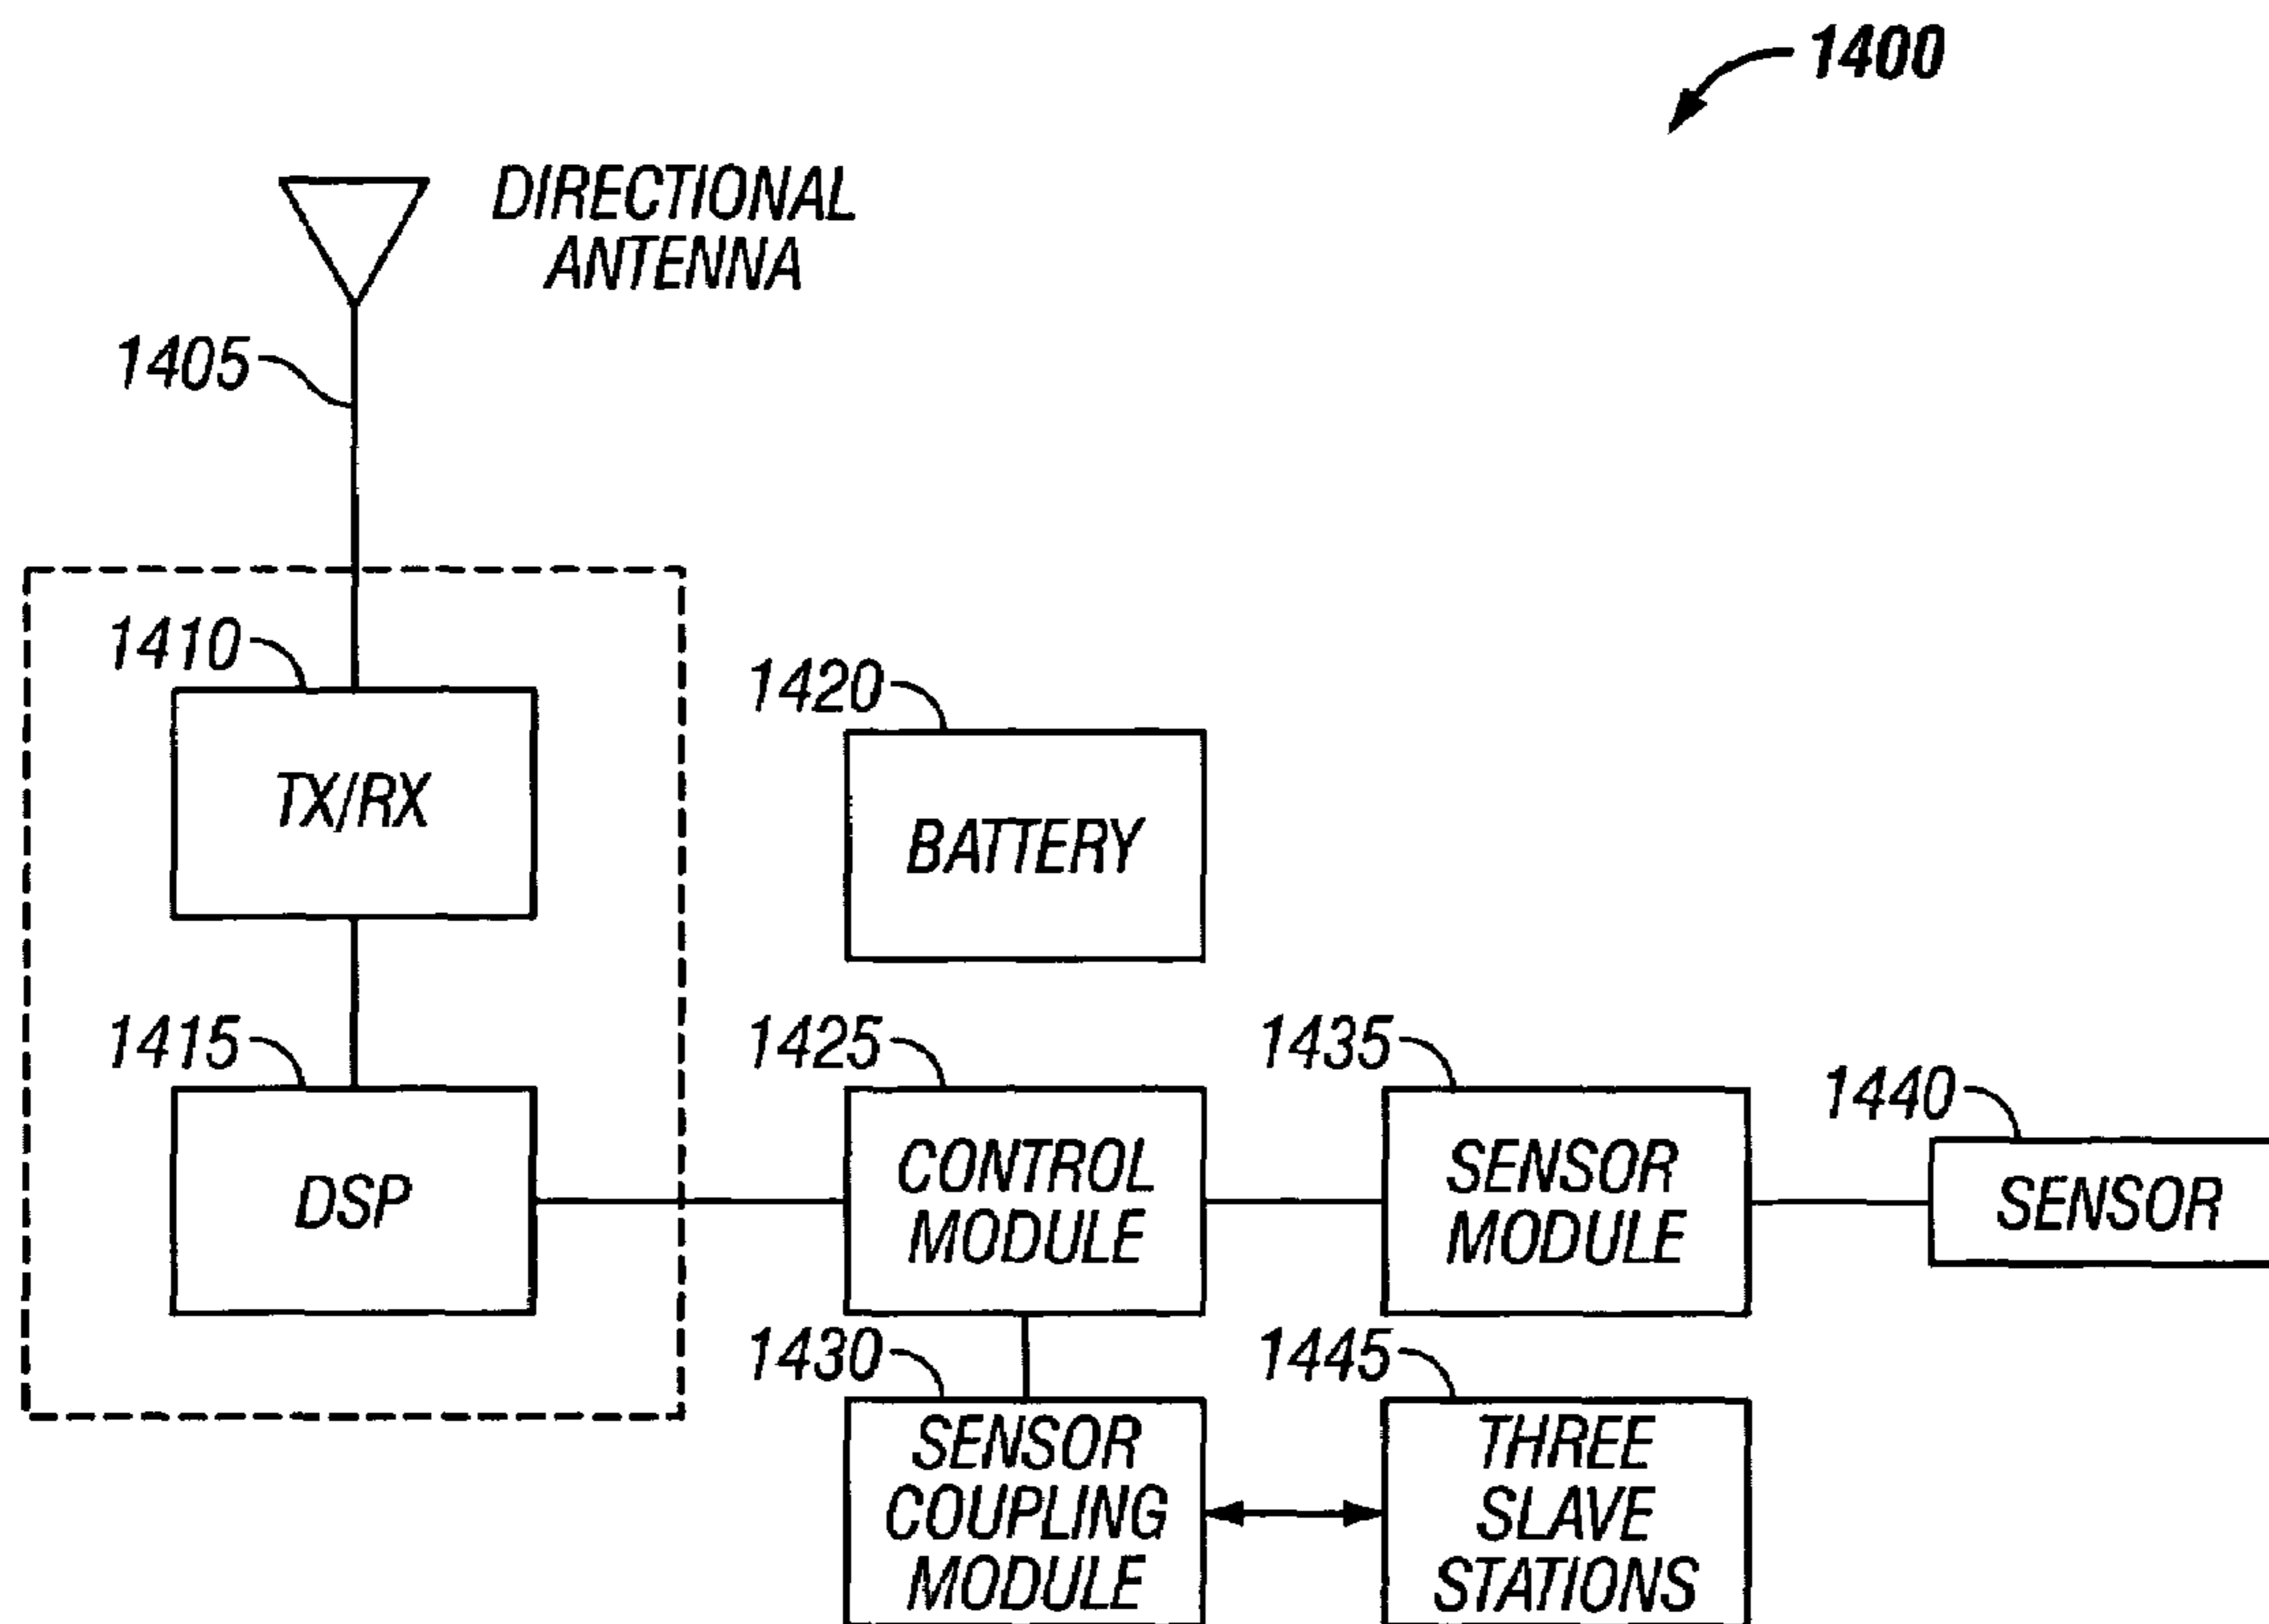 1400
DIRECTIONAL
ANTENNA
1405
1410
TX/RX
1420
BATTERY
1415
DSP
1425
CONTROL
MODULE
1435
SENSOR
MODULE
1440
SENSOR
1430
SENSOR
COUPLING
MODULE
1445
THREE
SLAVE
STATIONS